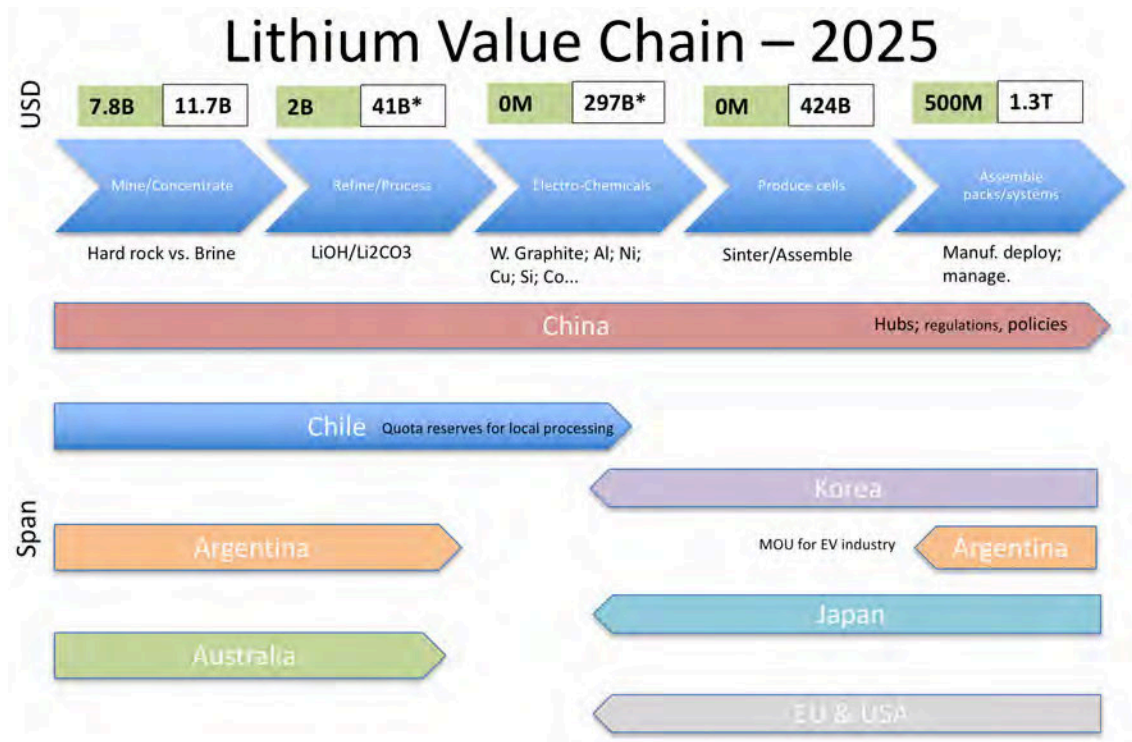 Lithium Value Chain – 2025
USD
7.8B 11.7B 2B 41B* 0M 297B* 0M 424B 500M 1.3T
Mine/Concentrate
Refine/Process
Electro-Chemicals
Produce cells
Assemble
packs/systems
Hard rock vs. Brine
LiOH/Li2CO3
W. Graphite; Al; Ni;
Cu; Si; Co...
Sinter/Assemble
Manuf. deploy;
manage.
China
Hubs; regulations, policies
Span
Chile Quota reserves for local processing
Korea
Argentina
MOU for EV industry
Argentina
Japan
Australia
EU & USA